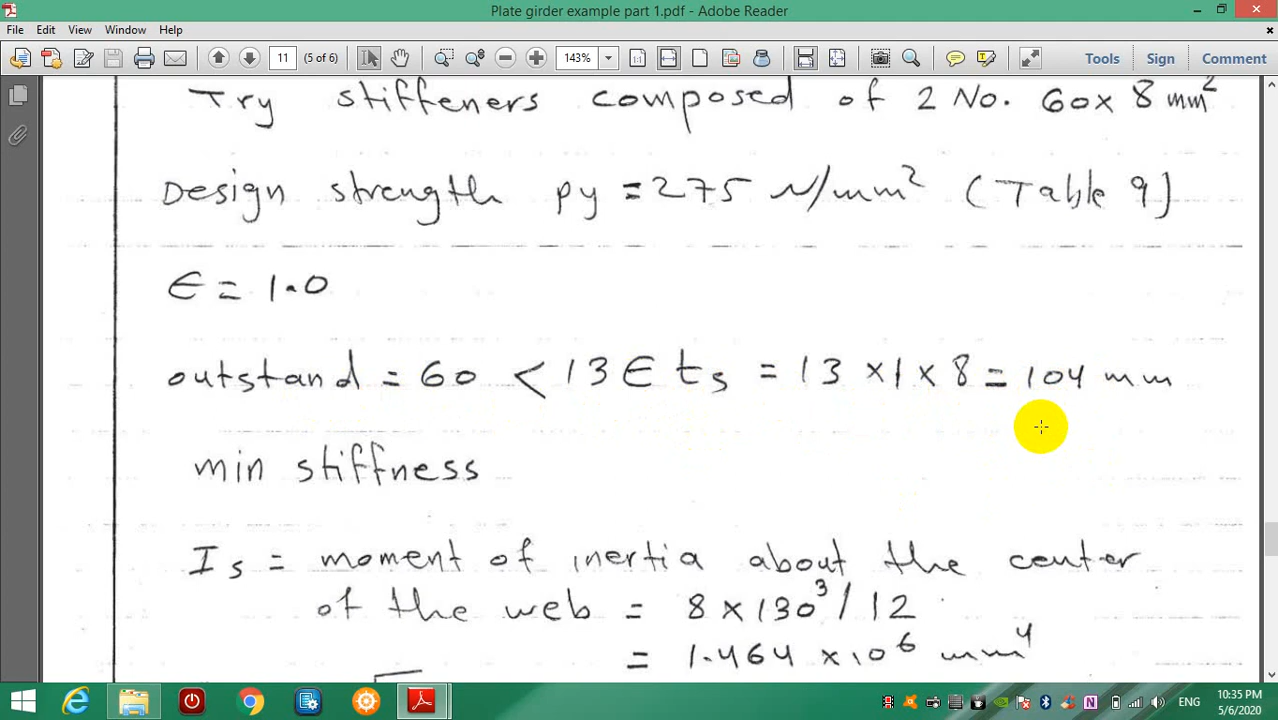 Plate girder example part 1.pdf - Adobe Reader
File Edit View Window Help
11 (5 of 6) 143% Tools Sign Comment
Try stiffeners composed of 2 No. 60x 8 mm²
Design strength py = 275 N/mm² (Table 9)
ϵ = 1.0
outstand = 60 < 13 ϵ ts = 13 x 1 x 8 = 104 mm
min stiffness
Is = moment of inertia about the center
of the web = 8 x 130³ / 12
= 1.464 x 10⁶ mm⁴
ENG
10:35 PM
5/6/2020